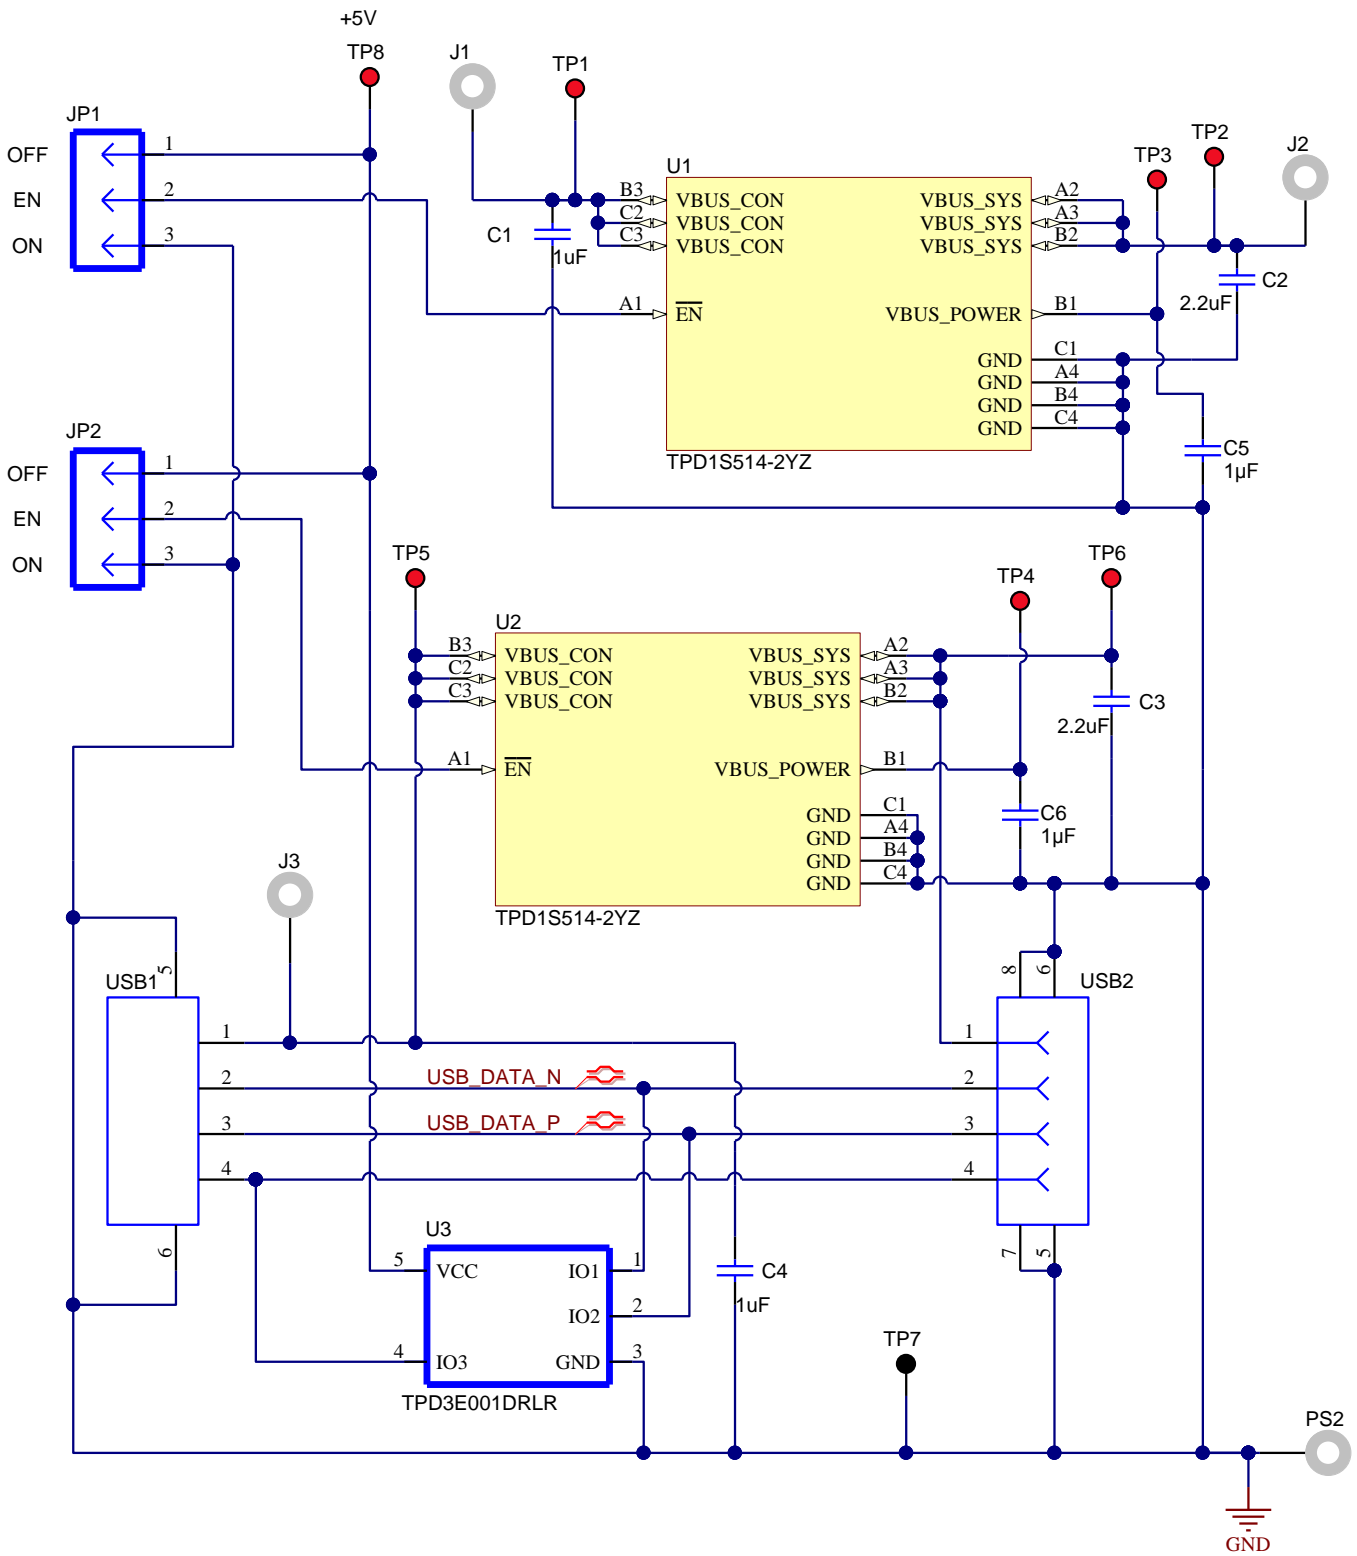 +5V
TP8
J1
TP1
JP1
OFF
1
EN
2
ON
3
U1
TP3
TP2
J2
B3
VBUS_CON
C2
VBUS_CON
C3
VBUS_CON
C1
1uF
A1
EN
VBUS_SYS
A2
VBUS_SYS
A3
VBUS_SYS
B2
VBUS_POWER
B1
GND
C1
GND
A4
GND
B4
GND
C4
TPD1S514-2YZ
C2
2.2uF
C5
1µF
JP2
OFF
1
EN
2
ON
3
TP5
TP4
TP6
U2
B3
VBUS_CON
C2
VBUS_CON
C3
VBUS_CON
A1
EN
VBUS_SYS
A2
VBUS_SYS
A3
VBUS_SYS
B2
VBUS_POWER
B1
GND
C1
GND
A4
GND
B4
GND
C4
TPD1S514-2YZ
C3
2.2uF
C6
1µF
J3
USB1
5
1
2
3
4
6
USB_DATA_N
USB_DATA_P
USB2
8
6
1
2
3
4
7
5
U3
5
VCC
IO1
1
IO2
2
4
IO3
GND
3
TPD3E001DRLR
C4
1uF
TP7
PS2
GND